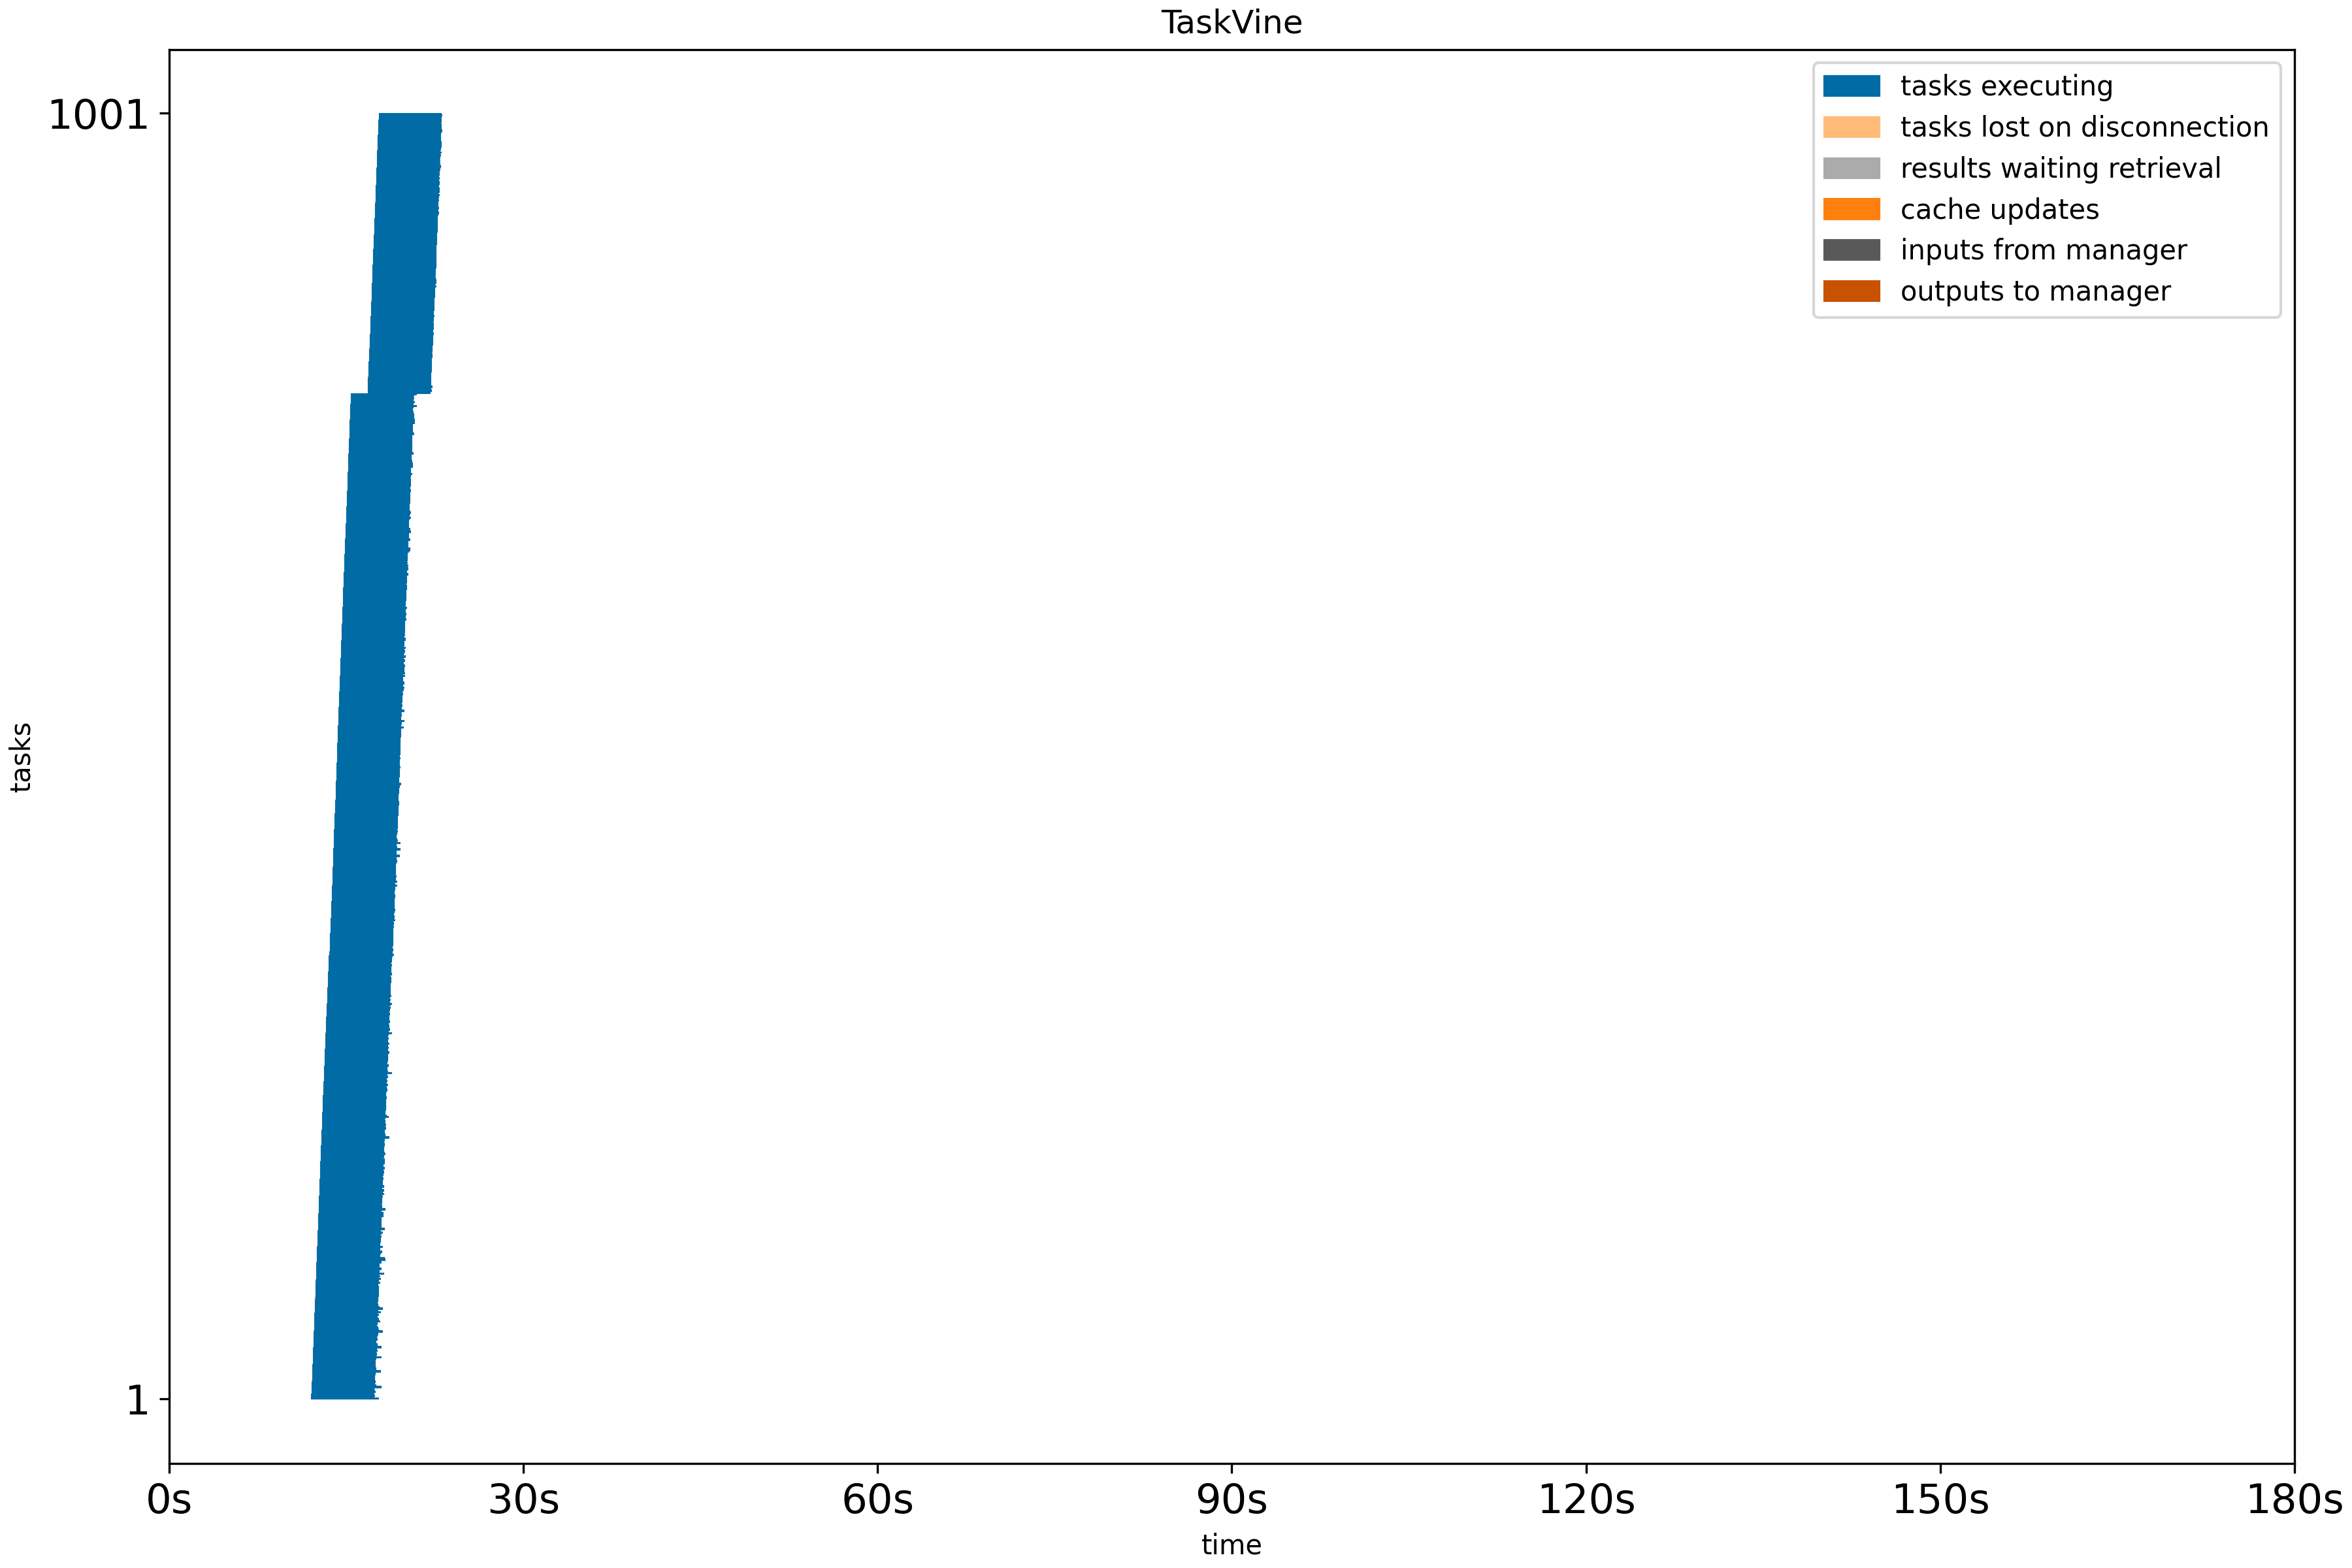 TaskVine
1001
tasks executing
tasks lost on disconnection
results waiting retrieval
cache updates
inputs from manager
outputs to manager
tasks
1
0s 30s 60s 90s 120s 150s 180s
time